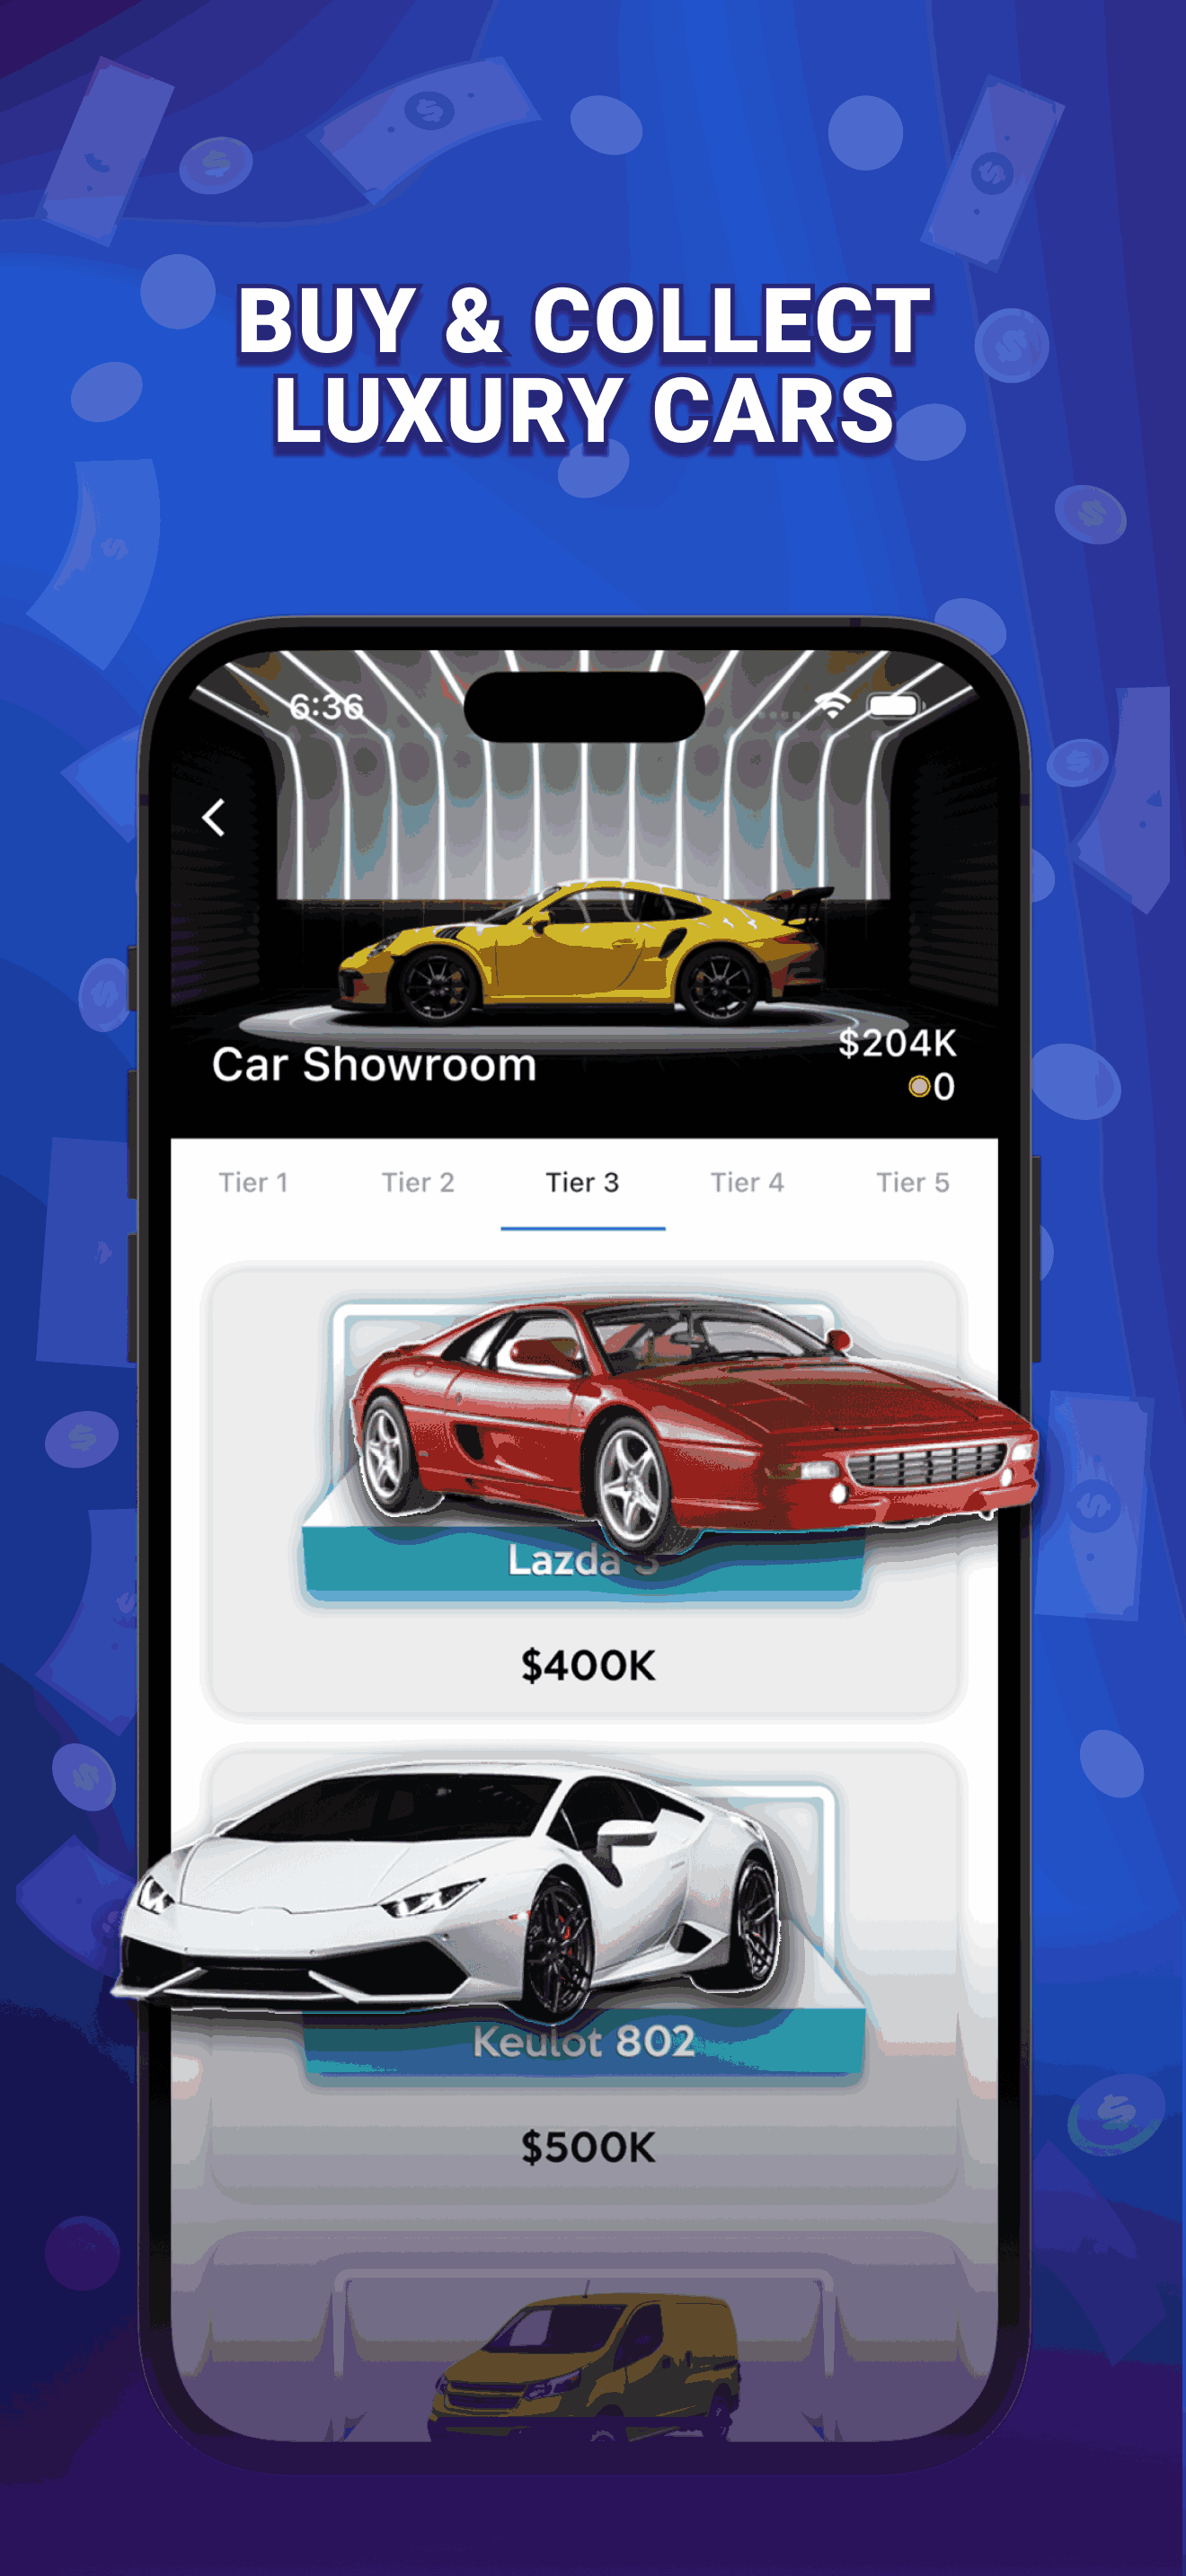 BUY & COLLECT
LUXURY CARS
6:36
Car Showroom
$204K
0
Tier 1 Tier 2 Tier 3 Tier 4 Tier 5
Lazda 3
$400K
Keulot 802
$500K